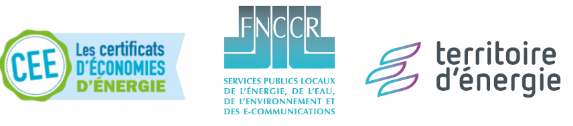 CEE
Les certificats
D'ÉCONOMIES
D'ÉNERGIE
FNCCR
SERVICES PUBLICS LOCAUX
DE L'ÉNERGIE, DE L'EAU,
DE L'ENVIRONNEMENT ET
DES E-COMMUNICATIONS
territoire
d'énergie